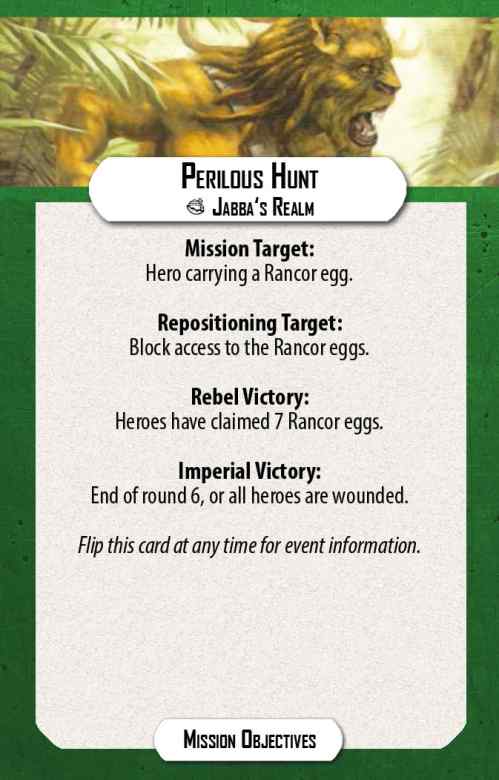 Perilous Hunt
Jabba's Realm
Mission Target:
Hero carrying a Rancor egg.
Repositioning Target:
Block access to the Rancor eggs.
Rebel Victory:
Heroes have claimed 7 Rancor eggs.
Imperial Victory:
End of round 6, or all heroes are wounded.
Flip this card at any time for event information.
Mission Objectives